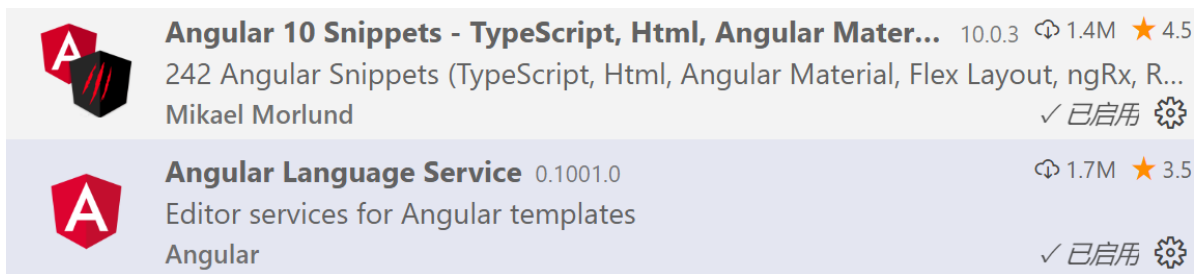 Angular 10 Snippets - TypeScript, Html, Angular Mater... 10.0.3 1.4M ★ 4.5
242 Angular Snippets (TypeScript, Html, Angular Material, Flex Layout, ngRx, R...
Mikael Morlund ✓ 已启用
Angular Language Service 0.1001.0 1.7M ★ 3.5
Editor services for Angular templates
Angular ✓ 已启用